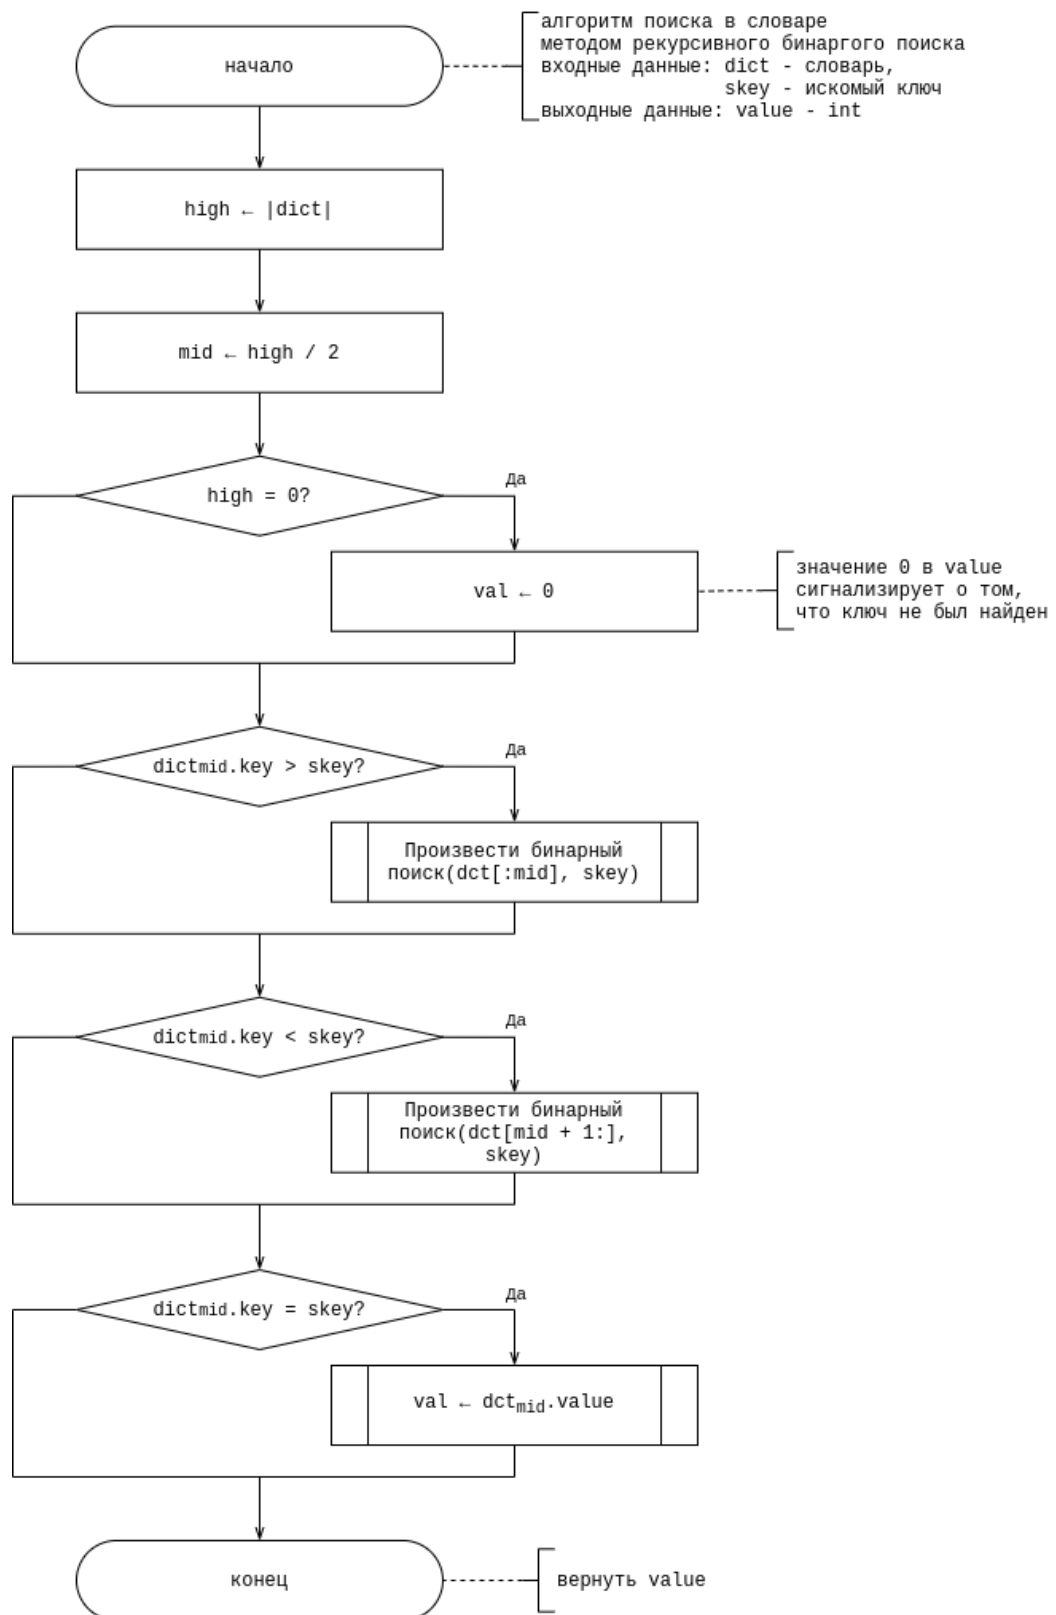 алгоритм поиска в словаре
методом рекурсивного бинаргого поиска
входные данные: dict - словарь,
skey - искомый ключ
выходные данные: value - int
начало
high ← |dict|
mid ← high / 2
high = 0?
Да
val ← 0
значение 0 в value
сигнализирует о том,
что ключ не был найден
dictmid.key > skey?
Да
Произвести бинарный
поиск(dct[:mid], skey)
dictmid.key < skey?
Да
Произвести бинарный
поиск(dct[mid + 1:],
skey)
dictmid.key = skey?
Да
val ← dctmid.value
конец
вернуть value